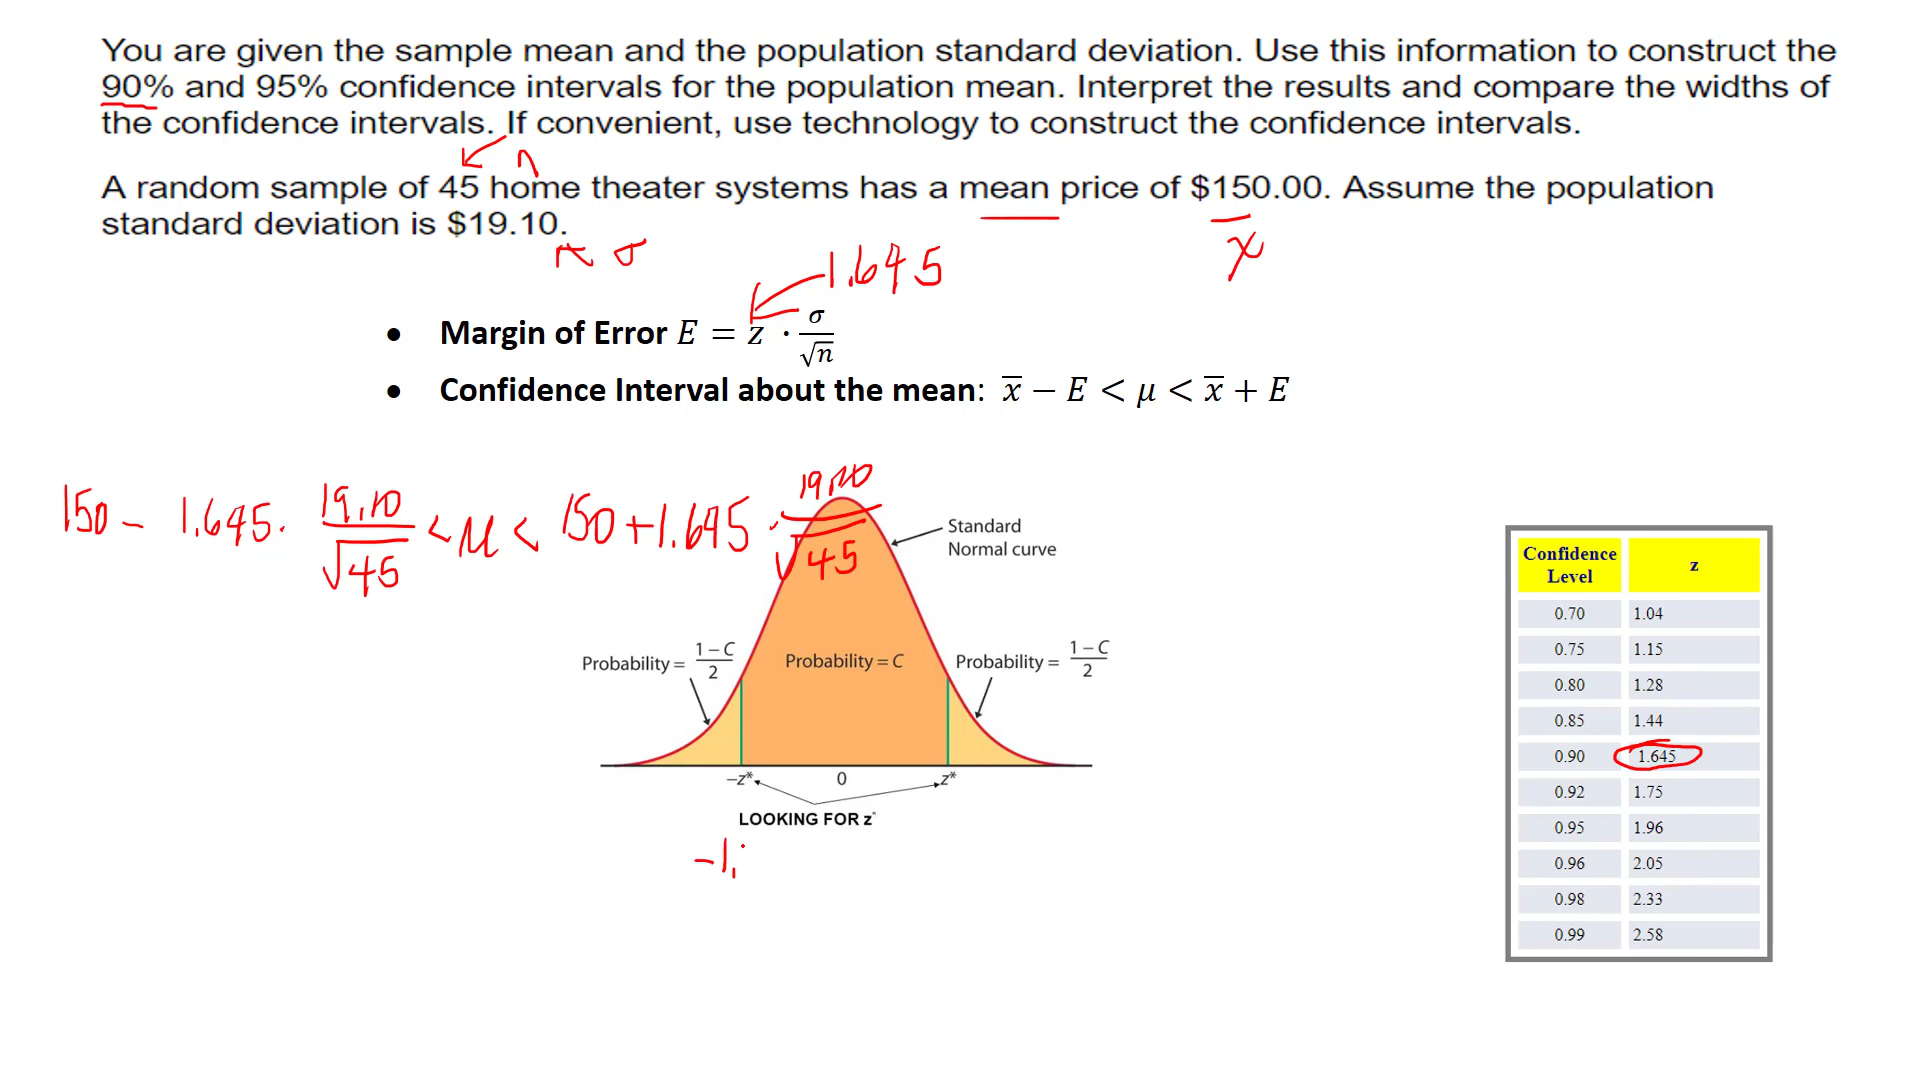 You are given the sample mean and the population standard deviation. Use this information to construct the
90% and 95% confidence intervals for the population mean. Interpret the results and compare the widths of
the confidence intervals. If convenient, use technology to construct the confidence intervals.
n
A random sample of 45 home theater systems has a mean price of $150.00. Assume the population
standard deviation is $19.10.
σ
x̄
1.645
• Margin of Error E = z · σ/√n
• Confidence Interval about the mean: x̄ − E < μ < x̄ + E
150 − 1.645 · 19.10/√45 < μ < 150 + 1.645 · 19.10/√45
Standard
Normal curve
Probability = (1−C)/2
Probability = C
Probability = (1−C)/2
−z* 0 z*
LOOKING FOR z*
−1.
Confidence Level z
0.70 1.04
0.75 1.15
0.80 1.28
0.85 1.44
0.90 1.645
0.92 1.75
0.95 1.96
0.96 2.05
0.98 2.33
0.99 2.58